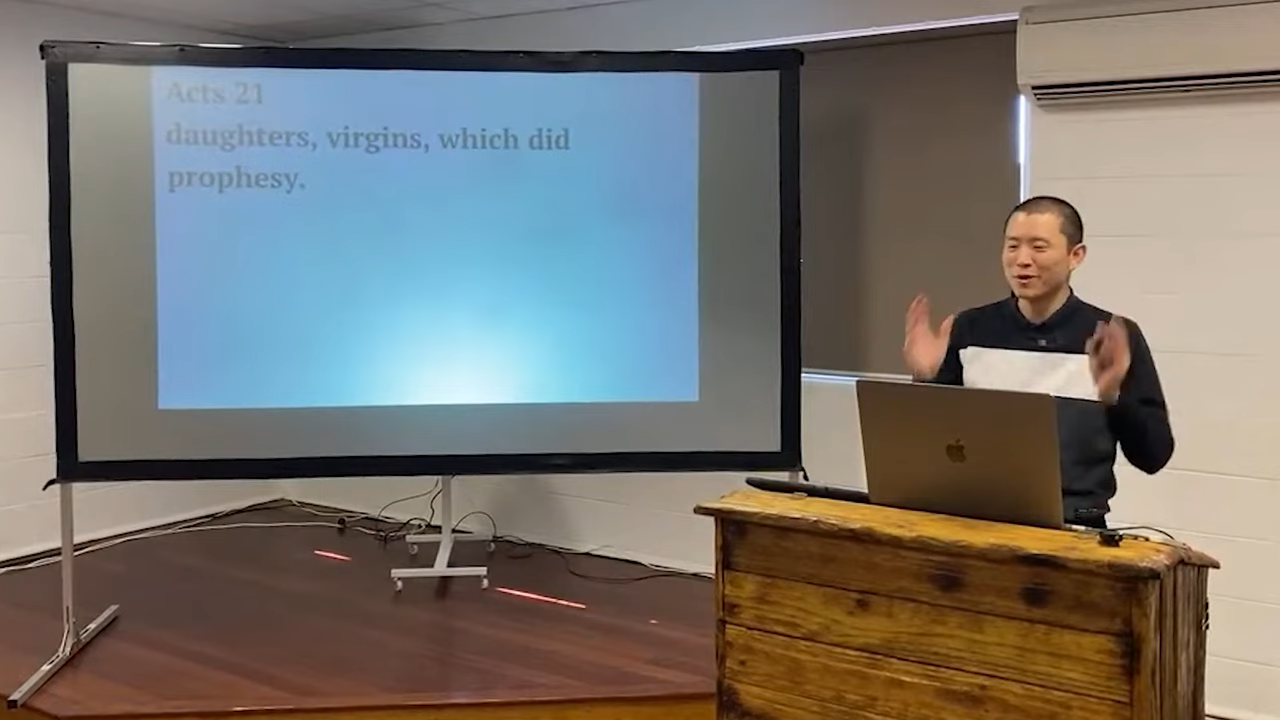 Acts 21
daughters, virgins, which did
prophesy.